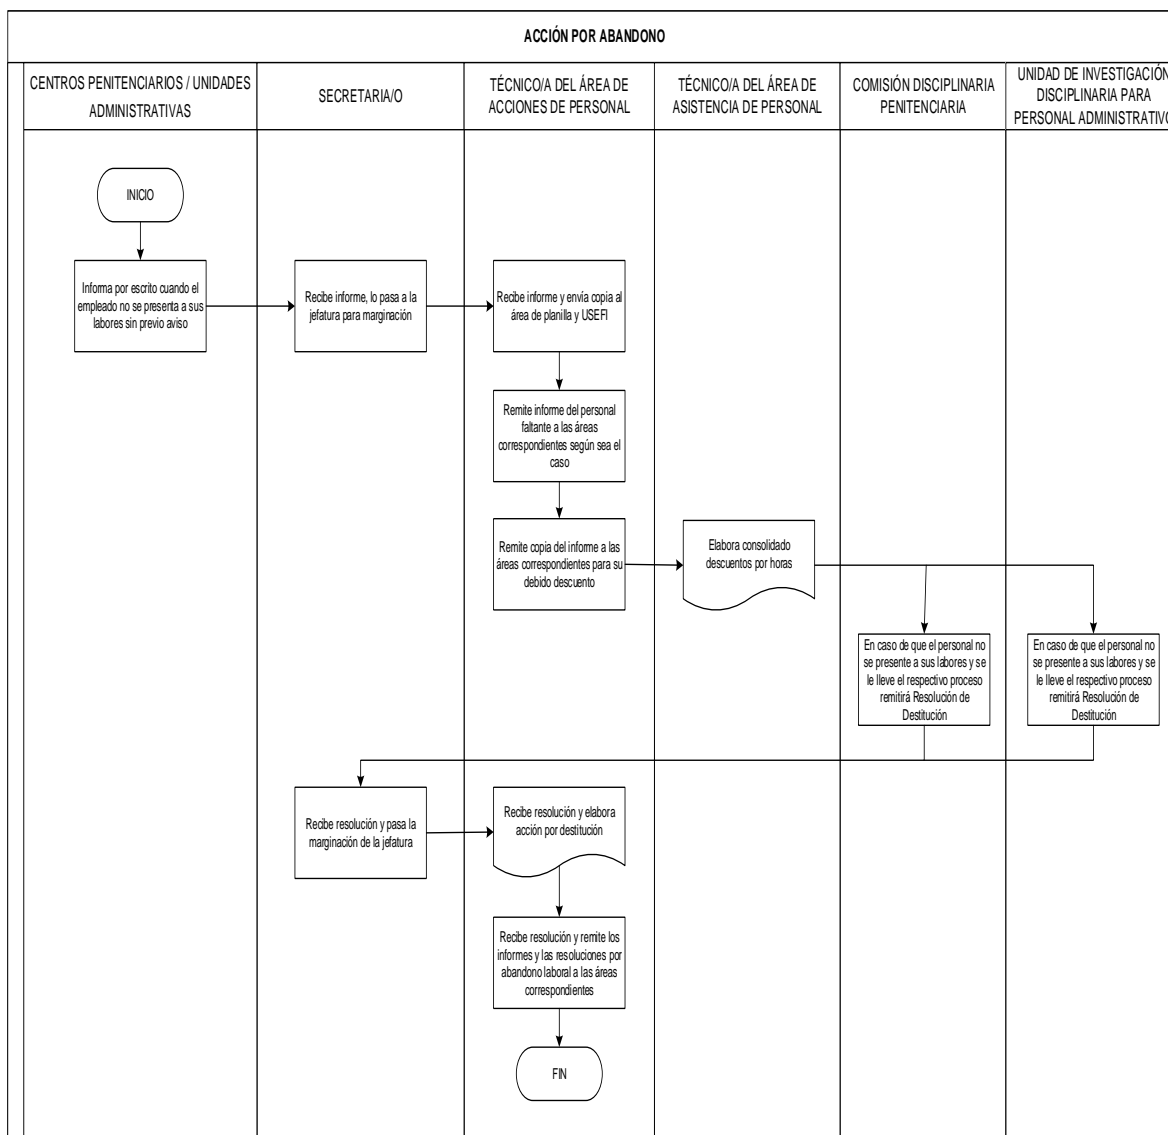 ACCIÓN POR ABANDONO
CENTROS PENITENCIARIOS / UNIDADES
ADMINISTRATIVAS
SECRETARIA/O
TÉCNICO/A DEL ÁREA DE
ACCIONES DE PERSONAL
TÉCNICO/A DEL ÁREA DE
ASISTENCIA DE PERSONAL
COMISIÓN DISCIPLINARIA
PENITENCIARIA
UNIDAD DE INVESTIGACIÓN
DISCIPLINARIA PARA
PERSONAL ADMINISTRATIVO
INICIO
Informa por escrito cuando el
empleado no se presenta a sus
labores sin previo aviso
Recibe informe, lo pasa a la
jefatura para marginación
Recibe informe y envía copia al
área de planilla y USEFI
Remite informe del personal
faltante a las áreas
correspondientes según sea el
caso
Remite copia del informe a las
áreas correspondientes para su
debido descuento
Elabora consolidado
descuentos por horas
En caso de que el personal no
se presente a sus labores y se
le lleve el respectivo proceso
remitirá Resolución de
Destitución
En caso de que el personal no
se presente a sus labores y se
le lleve el respectivo proceso
remitirá Resolución de
Destitución
Recibe resolución y pasa la
marginación de la jefatura
Recibe resolución y elabora
acción por destitución
Recibe resolución y remite los
informes y las resoluciones por
abandono laboral a las áreas
correspondientes
FIN